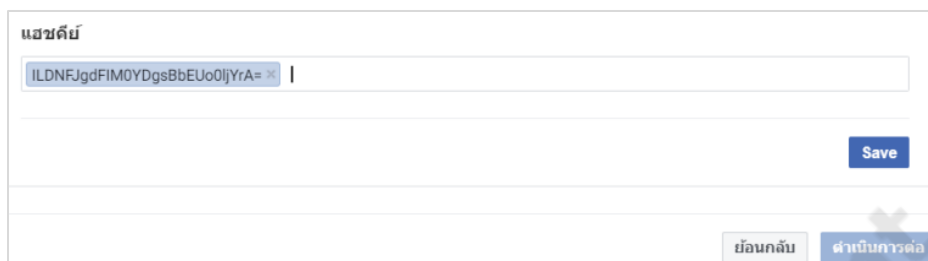 แฮชคีย์
ILDNFJgdFIM0YDgsBbEUo0ljYrA= ×
Save
ย้อนกลับ ดำเนินการต่อ